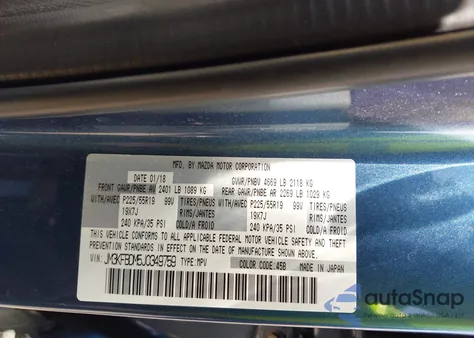 MFD. BY MAZDA MOTOR CORPORATION
DATE 01/18 GVWR/PNBV 4669 LB 2118 KG
FRONT GAWR/PNBE AV 2401 LB 1089 KG REAR GAWR/PNBE AR 2269 LB 1029 KG
WITH/AVEC P225/55R19 99V TIRES/PNEUS WITH/AVEC P225/55R19 99V TIRES/PNEUS
19X7J RIMS/JANTES 19X7J RIMS/JANTES
240 KPA/35 PSI COLD/A FROID 240 KPA/35 PSI COLD/A FROID
THIS VEHICLE CONFORMS TO ALL APPLICABLE FEDERAL MOTOR VEHICLE SAFETY, BUMPER, AND THEFT
PREVENTION STANDARDS IN EFFECT ON THE DATE OF MANUFACTURE SHOWN ABOVE.
VIN: JM3KFBDM5J0349769 TYPE: MPV COLOR CODE: 45B
autoSnap